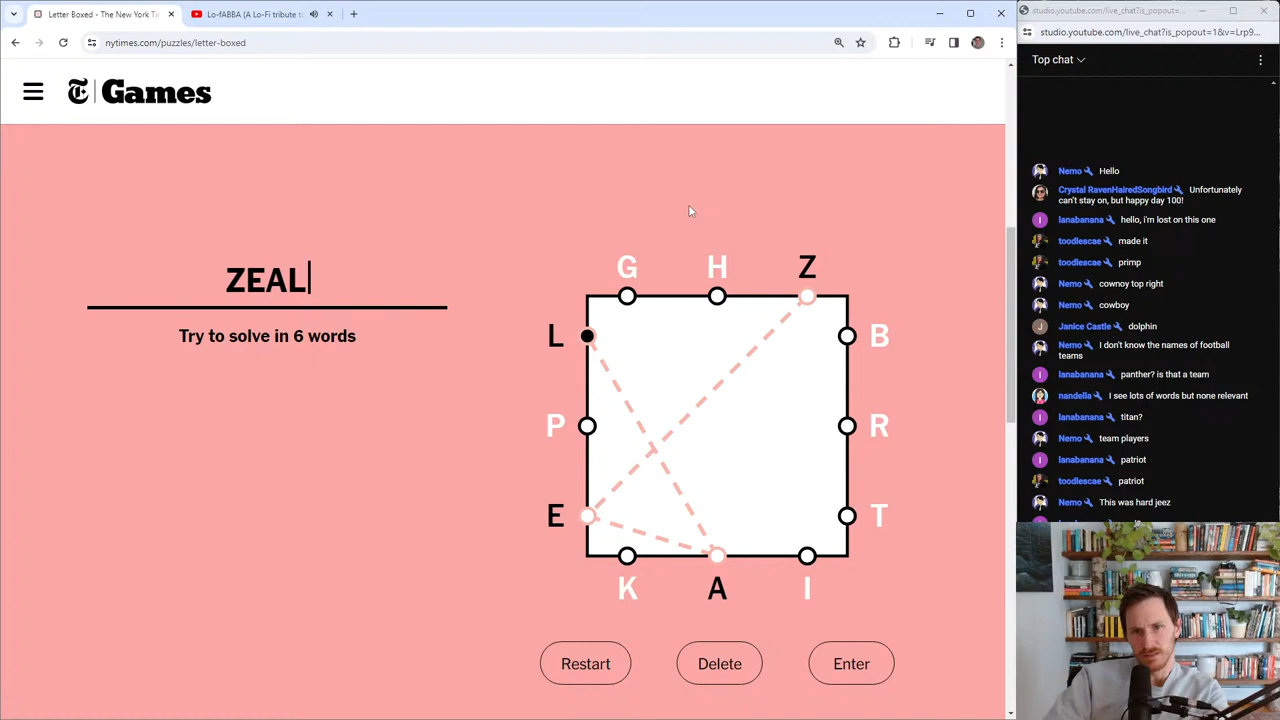 Letter Boxed - The New York Ti
Lo-fABBA (A Lo-Fi tribute to
nytimes.com/puzzles/letter-boxed
Games
ZEAL
Try to solve in 6 words
G H Z
L B
P R
E T
K A I
Restart Delete Enter
studio.youtube.com/live_chat?is_popout=...
studio.youtube.com/live_chat?is_popout=1&v=Lrp9...
Top chat
Nemo Hello
Crystal RavenHairedSongbird Unfortunately
can't stay on, but happy day 100!
lanabanana hello, i'm lost on this one
toodlescae made it
toodlescae primp
Nemo cownoy top right
Nemo cowboy
Janice Castle dolphin
Nemo I don't know the names of football
teams
lanabanana panther? is that a team
nandella I see lots of words but none relevant
lanabanana titan?
Nemo team players
lanabanana patriot
toodlescae patriot
Nemo This was hard jeez